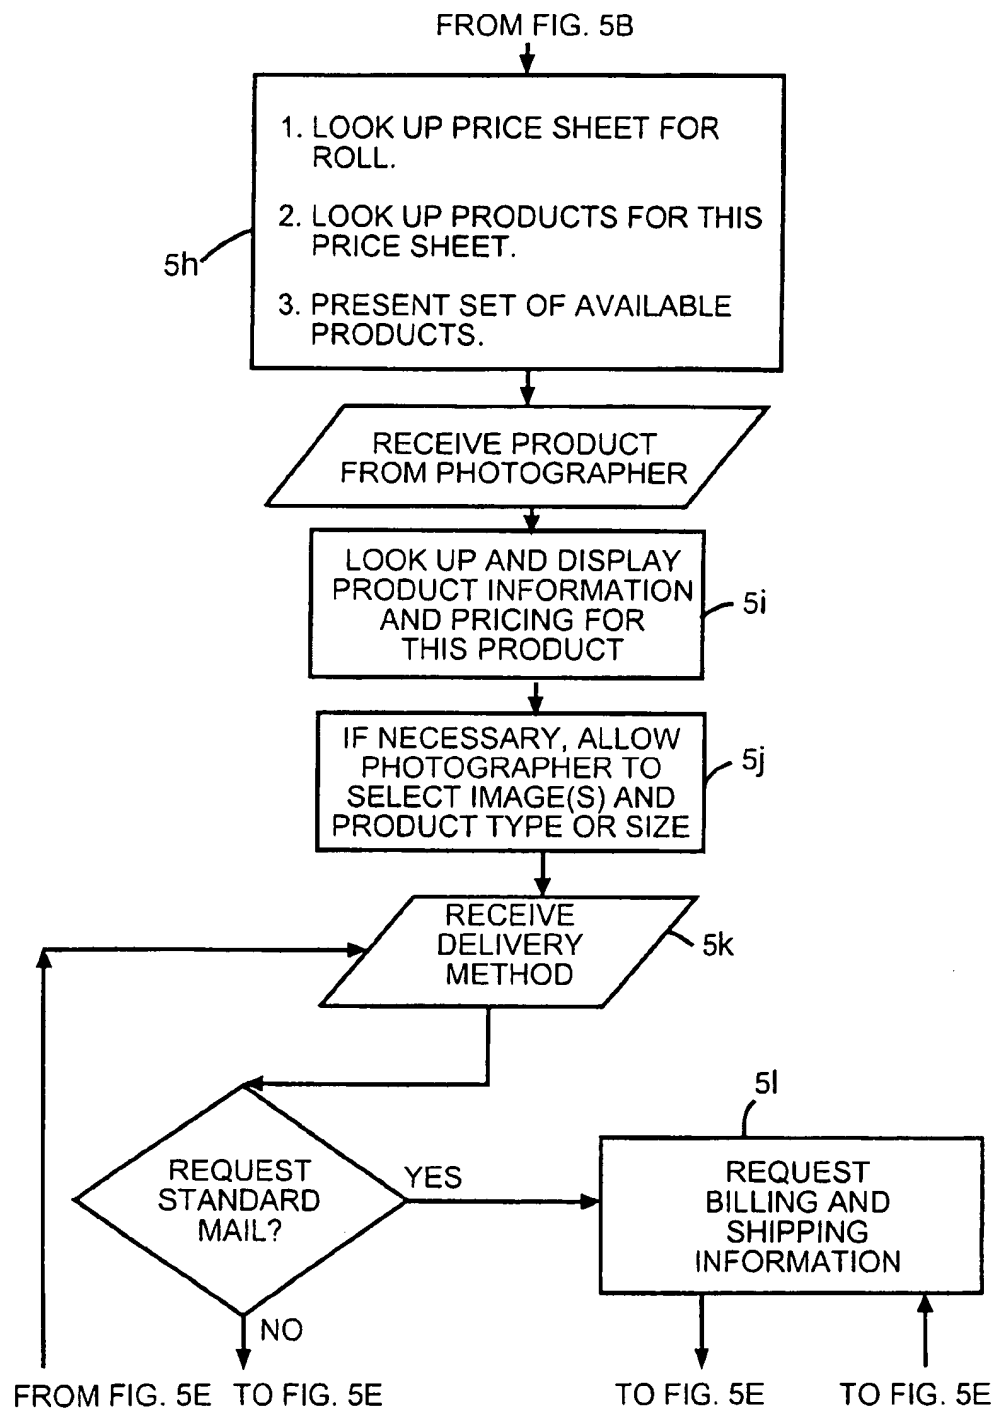 FROM FIG. 5B
1. LOOK UP PRICE SHEET FOR
ROLL.
2. LOOK UP PRODUCTS FOR THIS
PRICE SHEET.
3. PRESENT SET OF AVAILABLE
PRODUCTS.
5h
RECEIVE PRODUCT
FROM PHOTOGRAPHER
LOOK UP AND DISPLAY
PRODUCT INFORMATION
AND PRICING FOR
THIS PRODUCT
5i
IF NECESSARY, ALLOW
PHOTOGRAPHER TO
SELECT IMAGE(S) AND
PRODUCT TYPE OR SIZE
5j
RECEIVE
DELIVERY
METHOD
5k
REQUEST
STANDARD
MAIL?
YES
NO
5l
REQUEST
BILLING AND
SHIPPING
INFORMATION
FROM FIG. 5E TO FIG. 5E TO FIG. 5E TO FIG. 5E